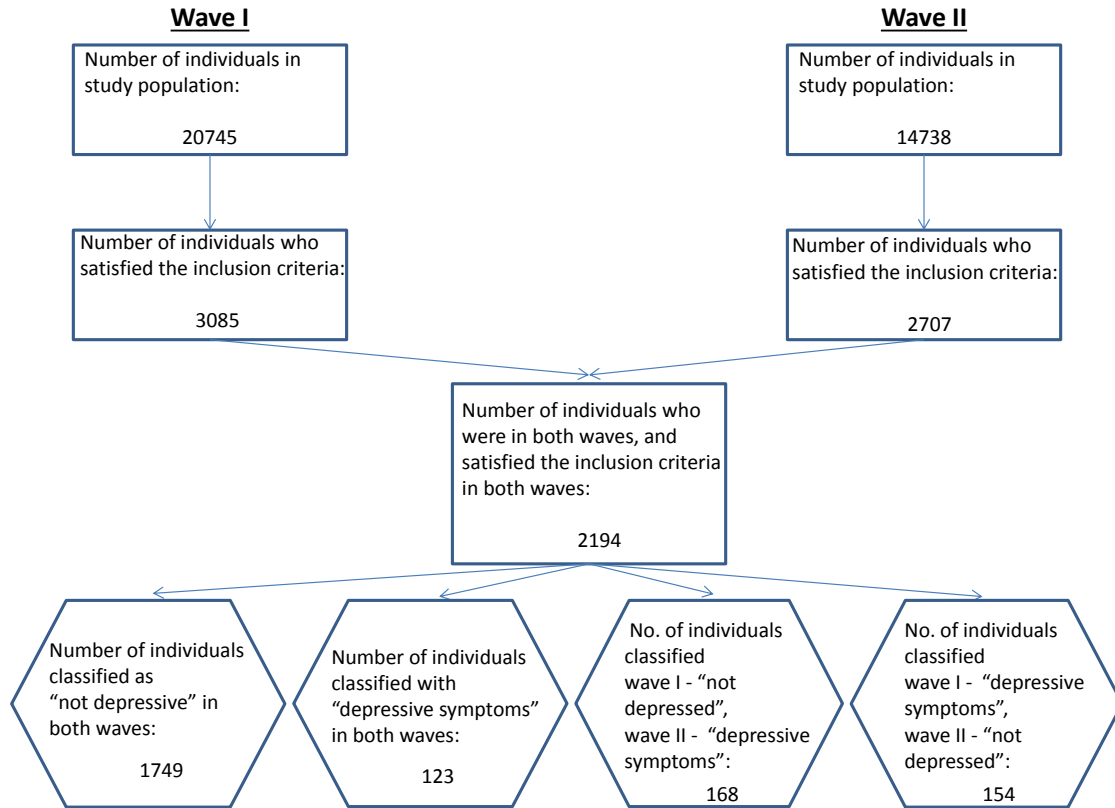 Wave I
Number of individuals in
study population:
20745
Number of individuals who
satisfied the inclusion criteria:
3085
Wave II
Number of individuals in
study population:
14738
Number of individuals who
satisfied the inclusion criteria:
2707
Number of individuals who
were in both waves, and
satisfied the inclusion criteria
in both waves:
2194
Number of individuals
classified as
“not depressive” in
both waves:
1749
Number of individuals
classified with
“depressive symptoms”
in both waves:
123
No. of individuals
classified
wave I - “not
depressed”,
wave II - “depressive
symptoms”:
168
No. of individuals
classified
wave I - “depressive
symptoms”,
wave II - “not
depressed”:
154